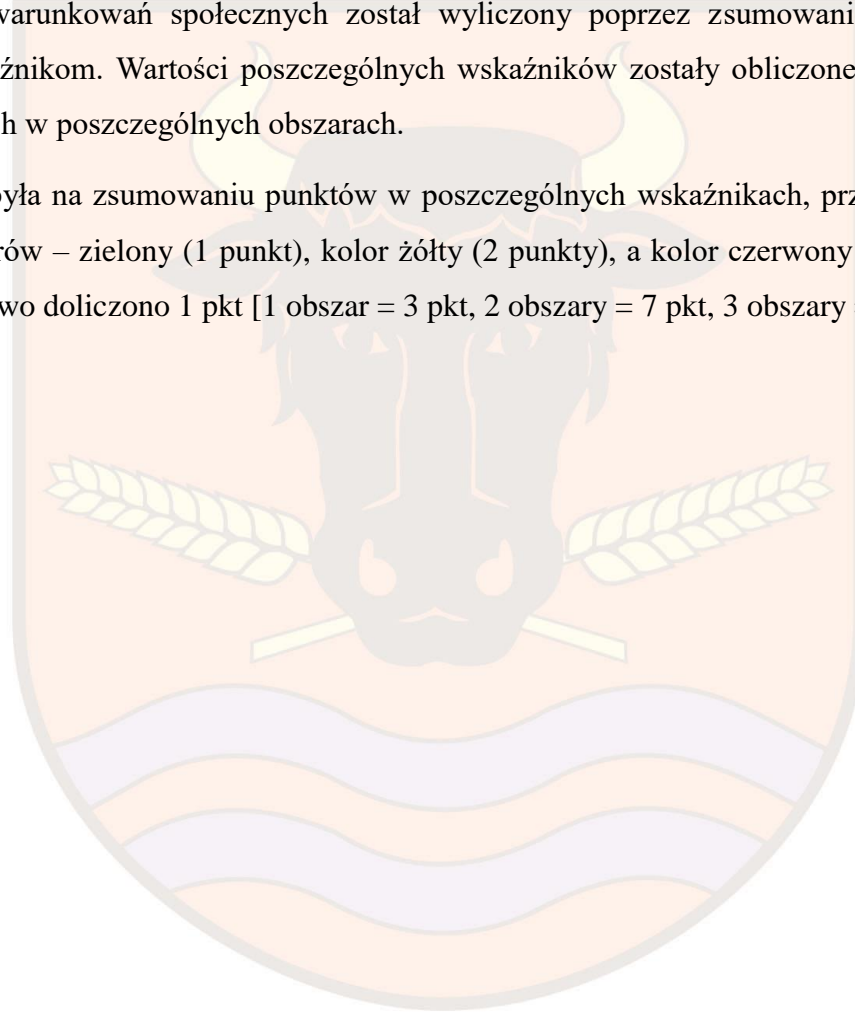 warunkowań społecznych został wyliczony poprzez zsumowani
źnikom. Wartości poszczególnych wskaźników zostały obliczone
h w poszczególnych obszarach.
yła na zsumowaniu punktów w poszczególnych wskaźnikach, prz
rów – zielony (1 punkt), kolor żółty (2 punkty), a kolor czerwony
wo doliczono 1 pkt [1 obszar = 3 pkt, 2 obszary = 7 pkt, 3 obszary